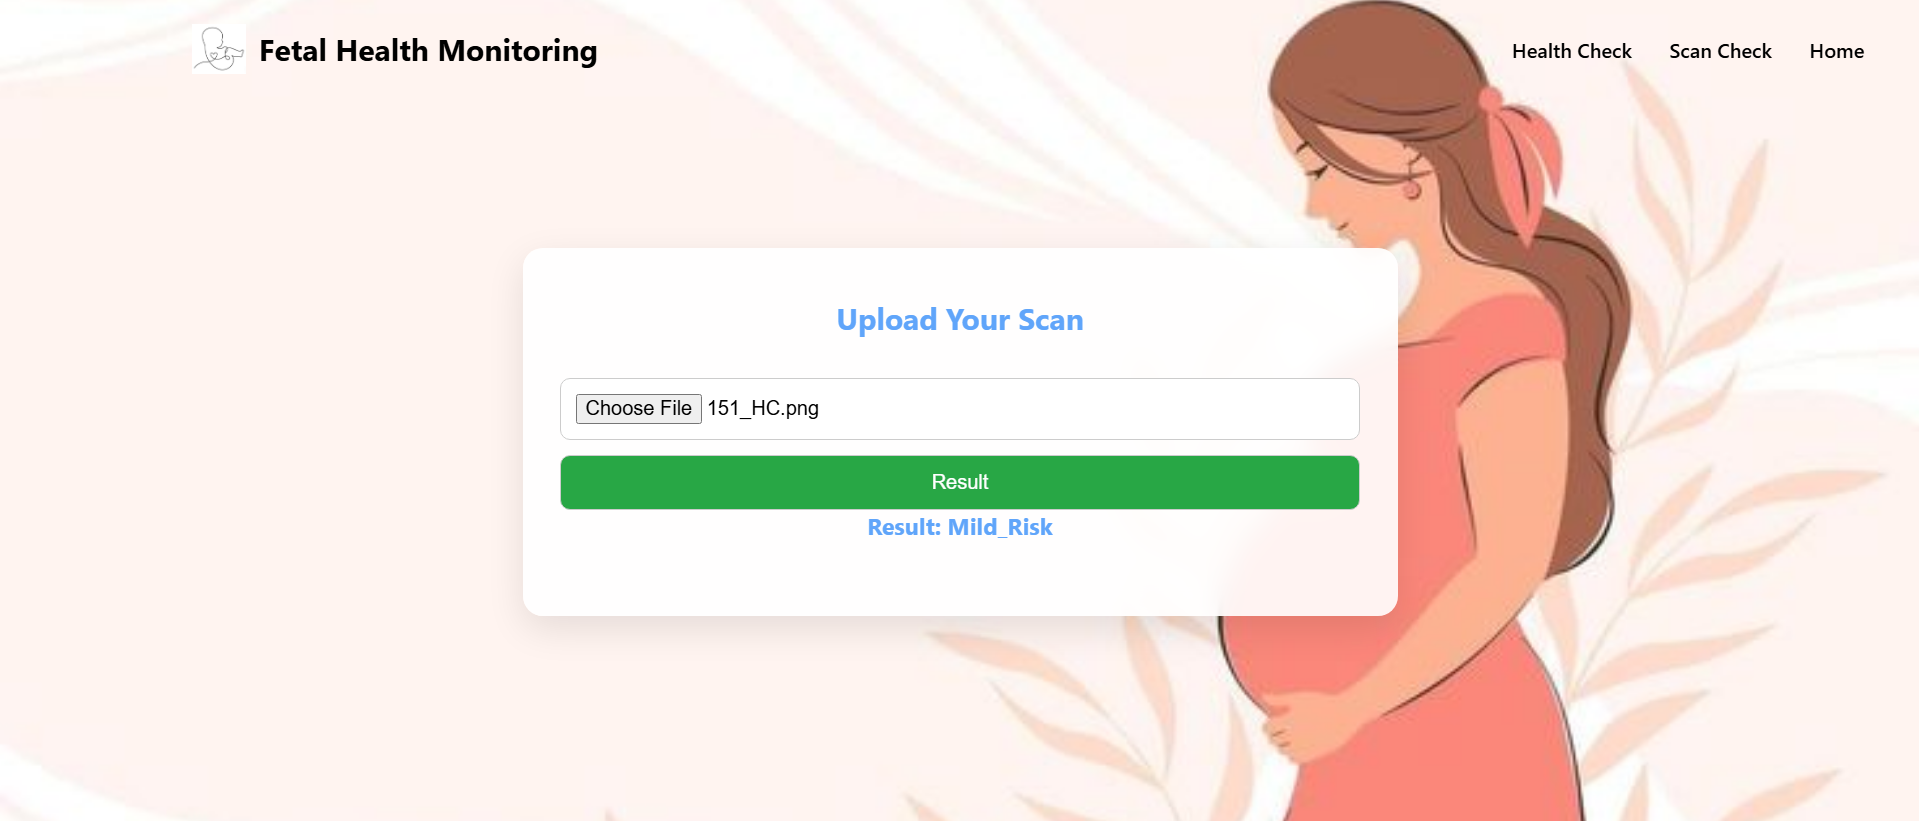 Fetal Health Monitoring
Health Check Scan Check Home
Upload Your Scan
Choose File 151_HC.png
Result
Result: Mild_Risk